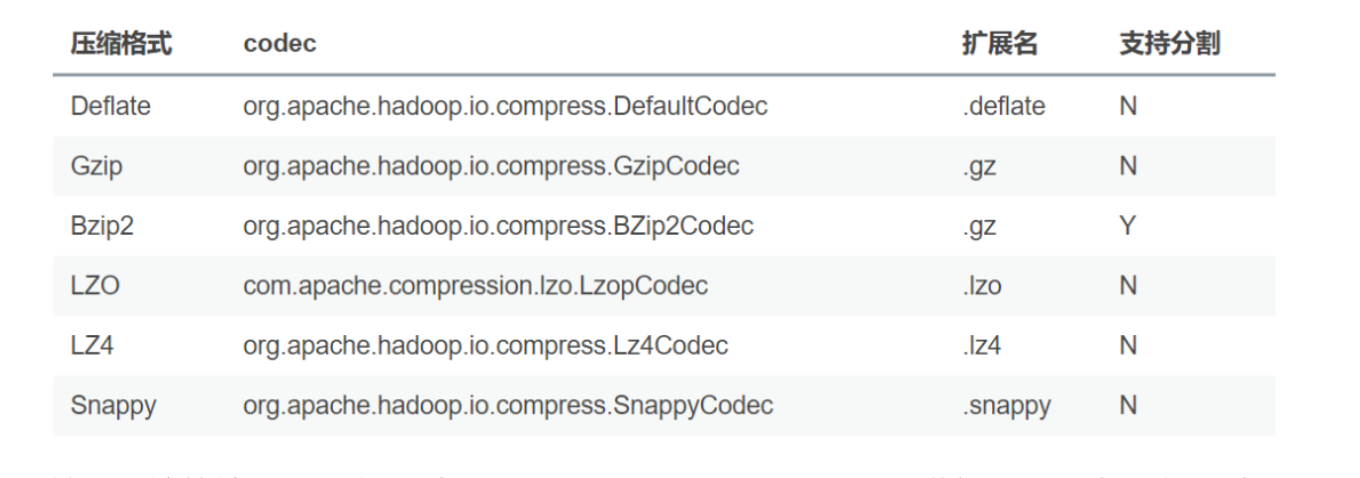 压缩格式 codec 扩展名 支持分割
Deflate org.apache.hadoop.io.compress.DefaultCodec .deflate N
Gzip org.apache.hadoop.io.compress.GzipCodec .gz N
Bzip2 org.apache.hadoop.io.compress.BZip2Codec .gz Y
LZO com.apache.compression.lzo.LzopCodec .lzo N
LZ4 org.apache.hadoop.io.compress.Lz4Codec .lz4 N
Snappy org.apache.hadoop.io.compress.SnappyCodec .snappy N